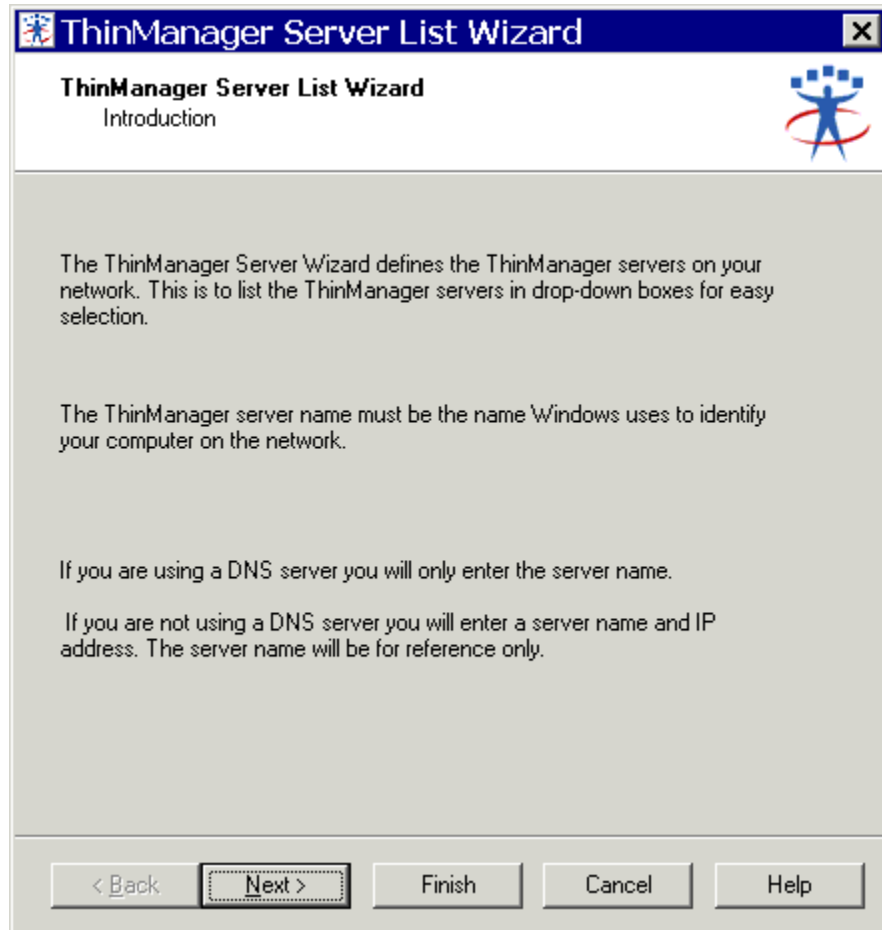 ThinManager Server List Wizard
ThinManager Server List Wizard
Introduction
The ThinManager Server Wizard defines the ThinManager servers on your
network. This is to list the ThinManager servers in drop-down boxes for easy
selection.
The ThinManager server name must be the name Windows uses to identify
your computer on the network.
If you are using a DNS server you will only enter the server name.
If you are not using a DNS server you will enter a server name and IP
address. The server name will be for reference only.
< Back Next > Finish Cancel Help